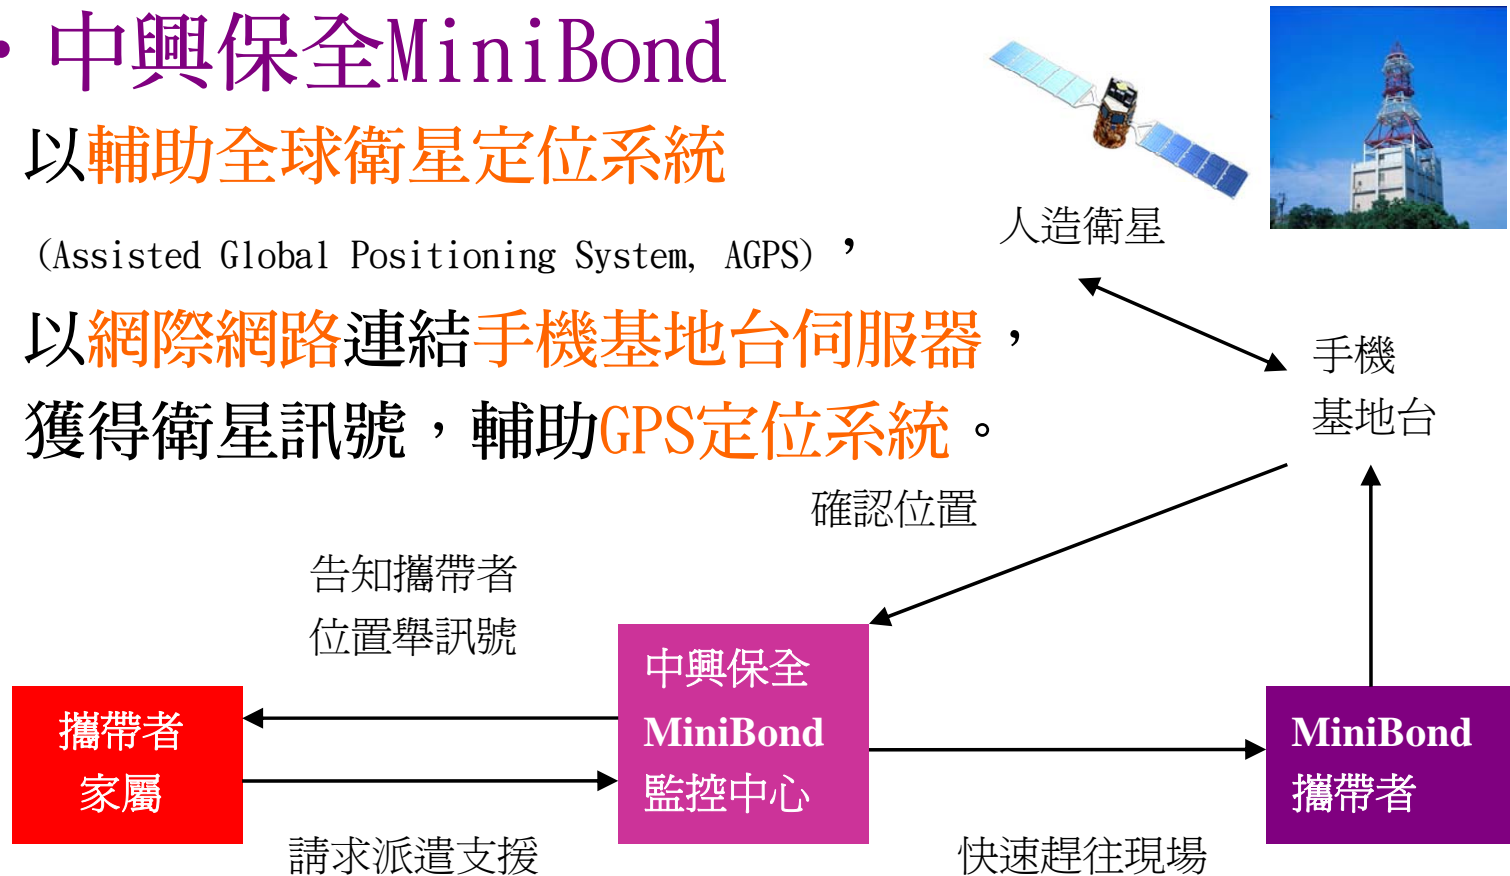 ・中興保全MiniBond
以輔助全球衛星定位系統
(Assisted Global Positioning System, AGPS)，
以網際網路連結手機基地台伺服器，
獲得衛星訊號，輔助GPS定位系統。
人造衛星
手機
基地台
確認位置
告知攜帶者
位置舉訊號
中興保全
MiniBond
監控中心
攜帶者
家屬
MiniBond
攜帶者
請求派遣支援
快速趕往現場